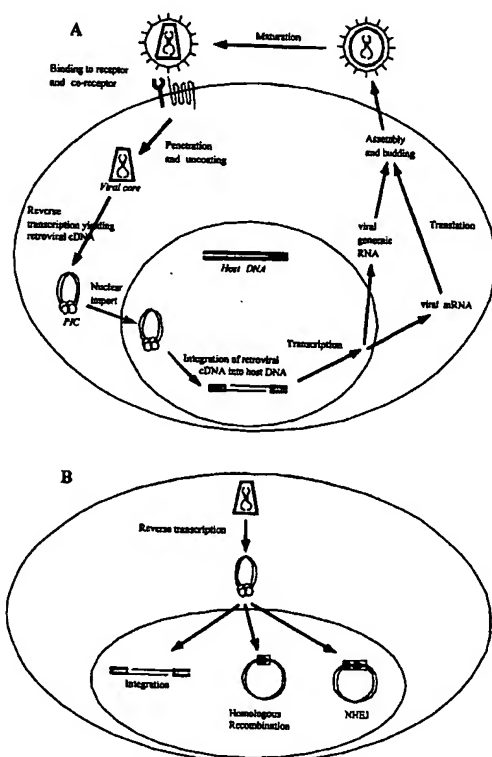 A
Maturation
Binding to receptor
and co-receptor
Penetration
and uncoating
Assembly
and budding
Viral core
Reverse
transcription yielding
retroviral cDNA
viral
genomic
RNA
Translation
Host DNA
Nuclear
import
PIC
viral mRNA
Transcription
Integration of retroviral
cDNA into host DNA
B
Reverse transcription
Integration
Homologous
Recombination
NHEJ